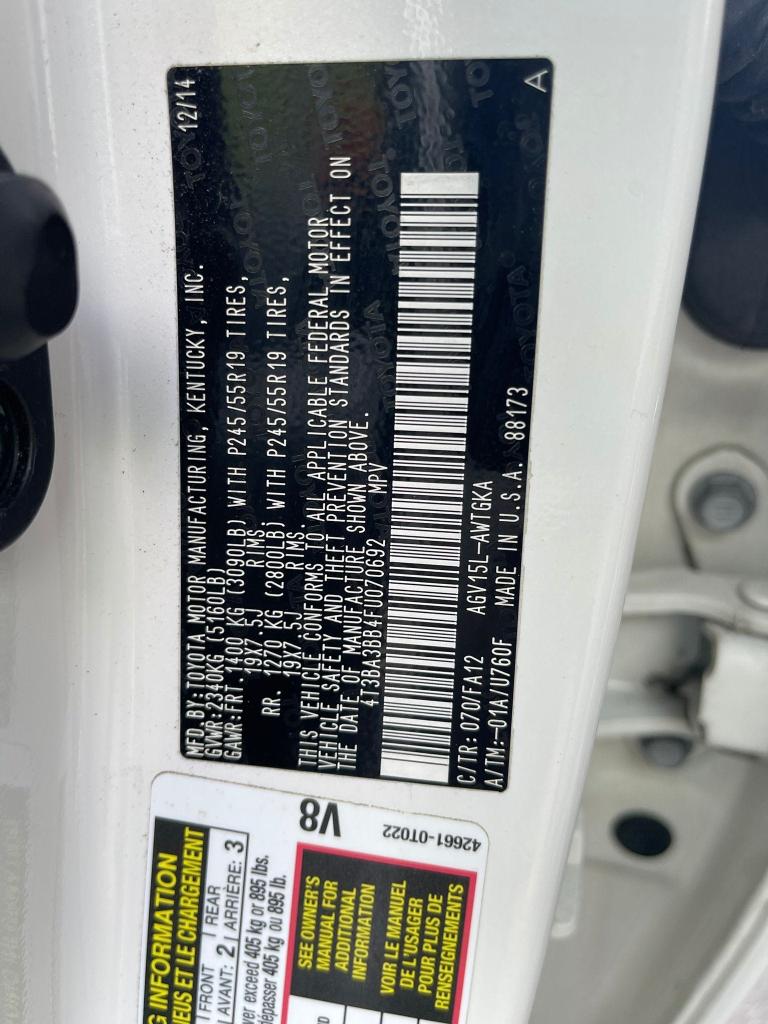 MFD.BY:TOYOTA MOTOR MANUFACTURING, KENTUCKY, INC. 12/14
GVWR:2340KG (5160LB)
GAWR:FRT.1400 KG (3090LB) WITH P245/55R19 TIRES,
19X7.5J RIMS.
RR. 1270 KG (2800LB) WITH P245/55R19 TIRES,
19X7.5J RIMS.
THIS VEHICLE CONFORMS TO ALL APPLICABLE FEDERAL MOTOR
VEHICLE SAFETY AND THEFT PREVENTION STANDARDS IN EFFECT ON
THE DATE OF MANUFACTURE SHOWN ABOVE.
4T3BA3BB4FU070692 MPV
C/TR:070/FA12 AGV15L-AWTGKA
A/TM:-01A/U760F MADE IN U.S.A. 88173 A
G INFORMATION
NEUS ET LE CHARGEMENT
FRONT REAR
AVANT: 2 ARRIÈRE: 3
ver exceed 405 kg or 895 lbs.
dépasser 405 kg ou 895 lb.
V8
42661-0T022
SEE OWNER'S
MANUAL FOR
ADDITIONAL
INFORMATION
VOIR LE MANUEL
DE L'USAGER
POUR PLUS DE
RENSEIGNEMENTS